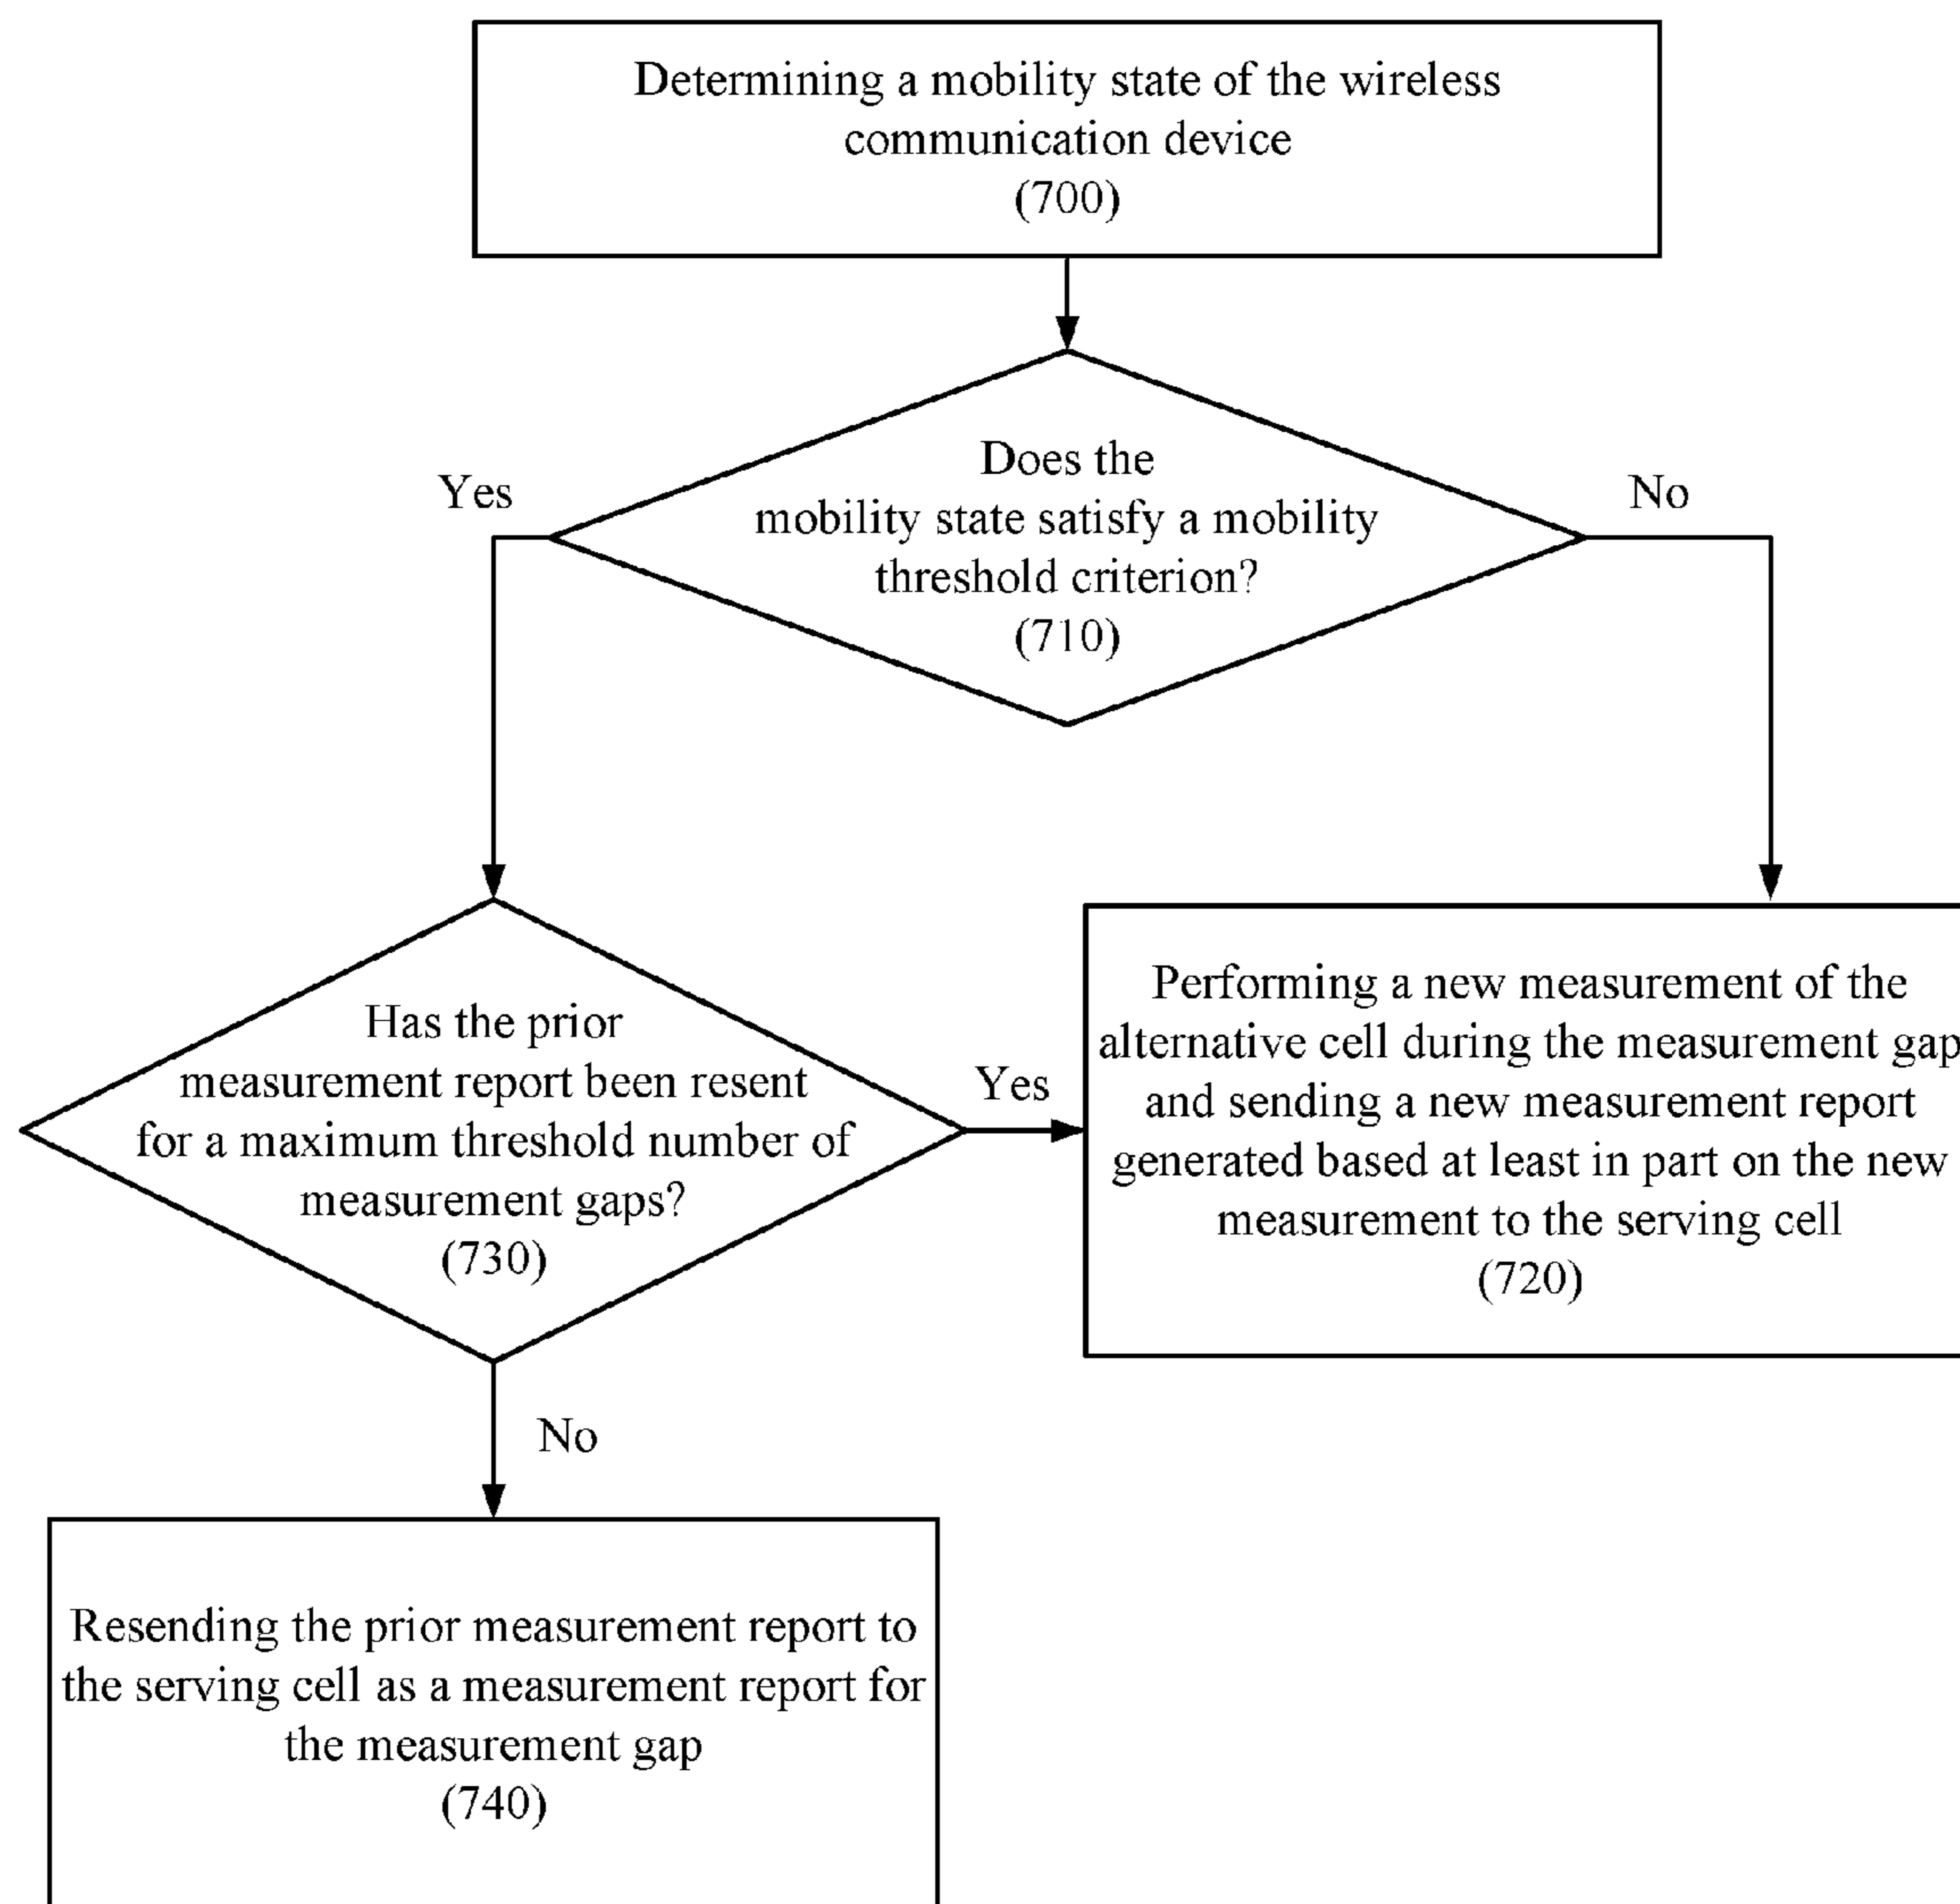 Determining a mobility state of the wireless
communication device
(700)
Does the
mobility state satisfy a mobility
threshold criterion?
(710)
Yes
No
Has the prior
measurement report been resent
for a maximum threshold number of
measurement gaps?
(730)
Yes
Performing a new measurement of the
alternative cell during the measurement gap
and sending a new measurement report
generated based at least in part on the new
measurement to the serving cell
(720)
No
Resending the prior measurement report to
the serving cell as a measurement report for
the measurement gap
(740)